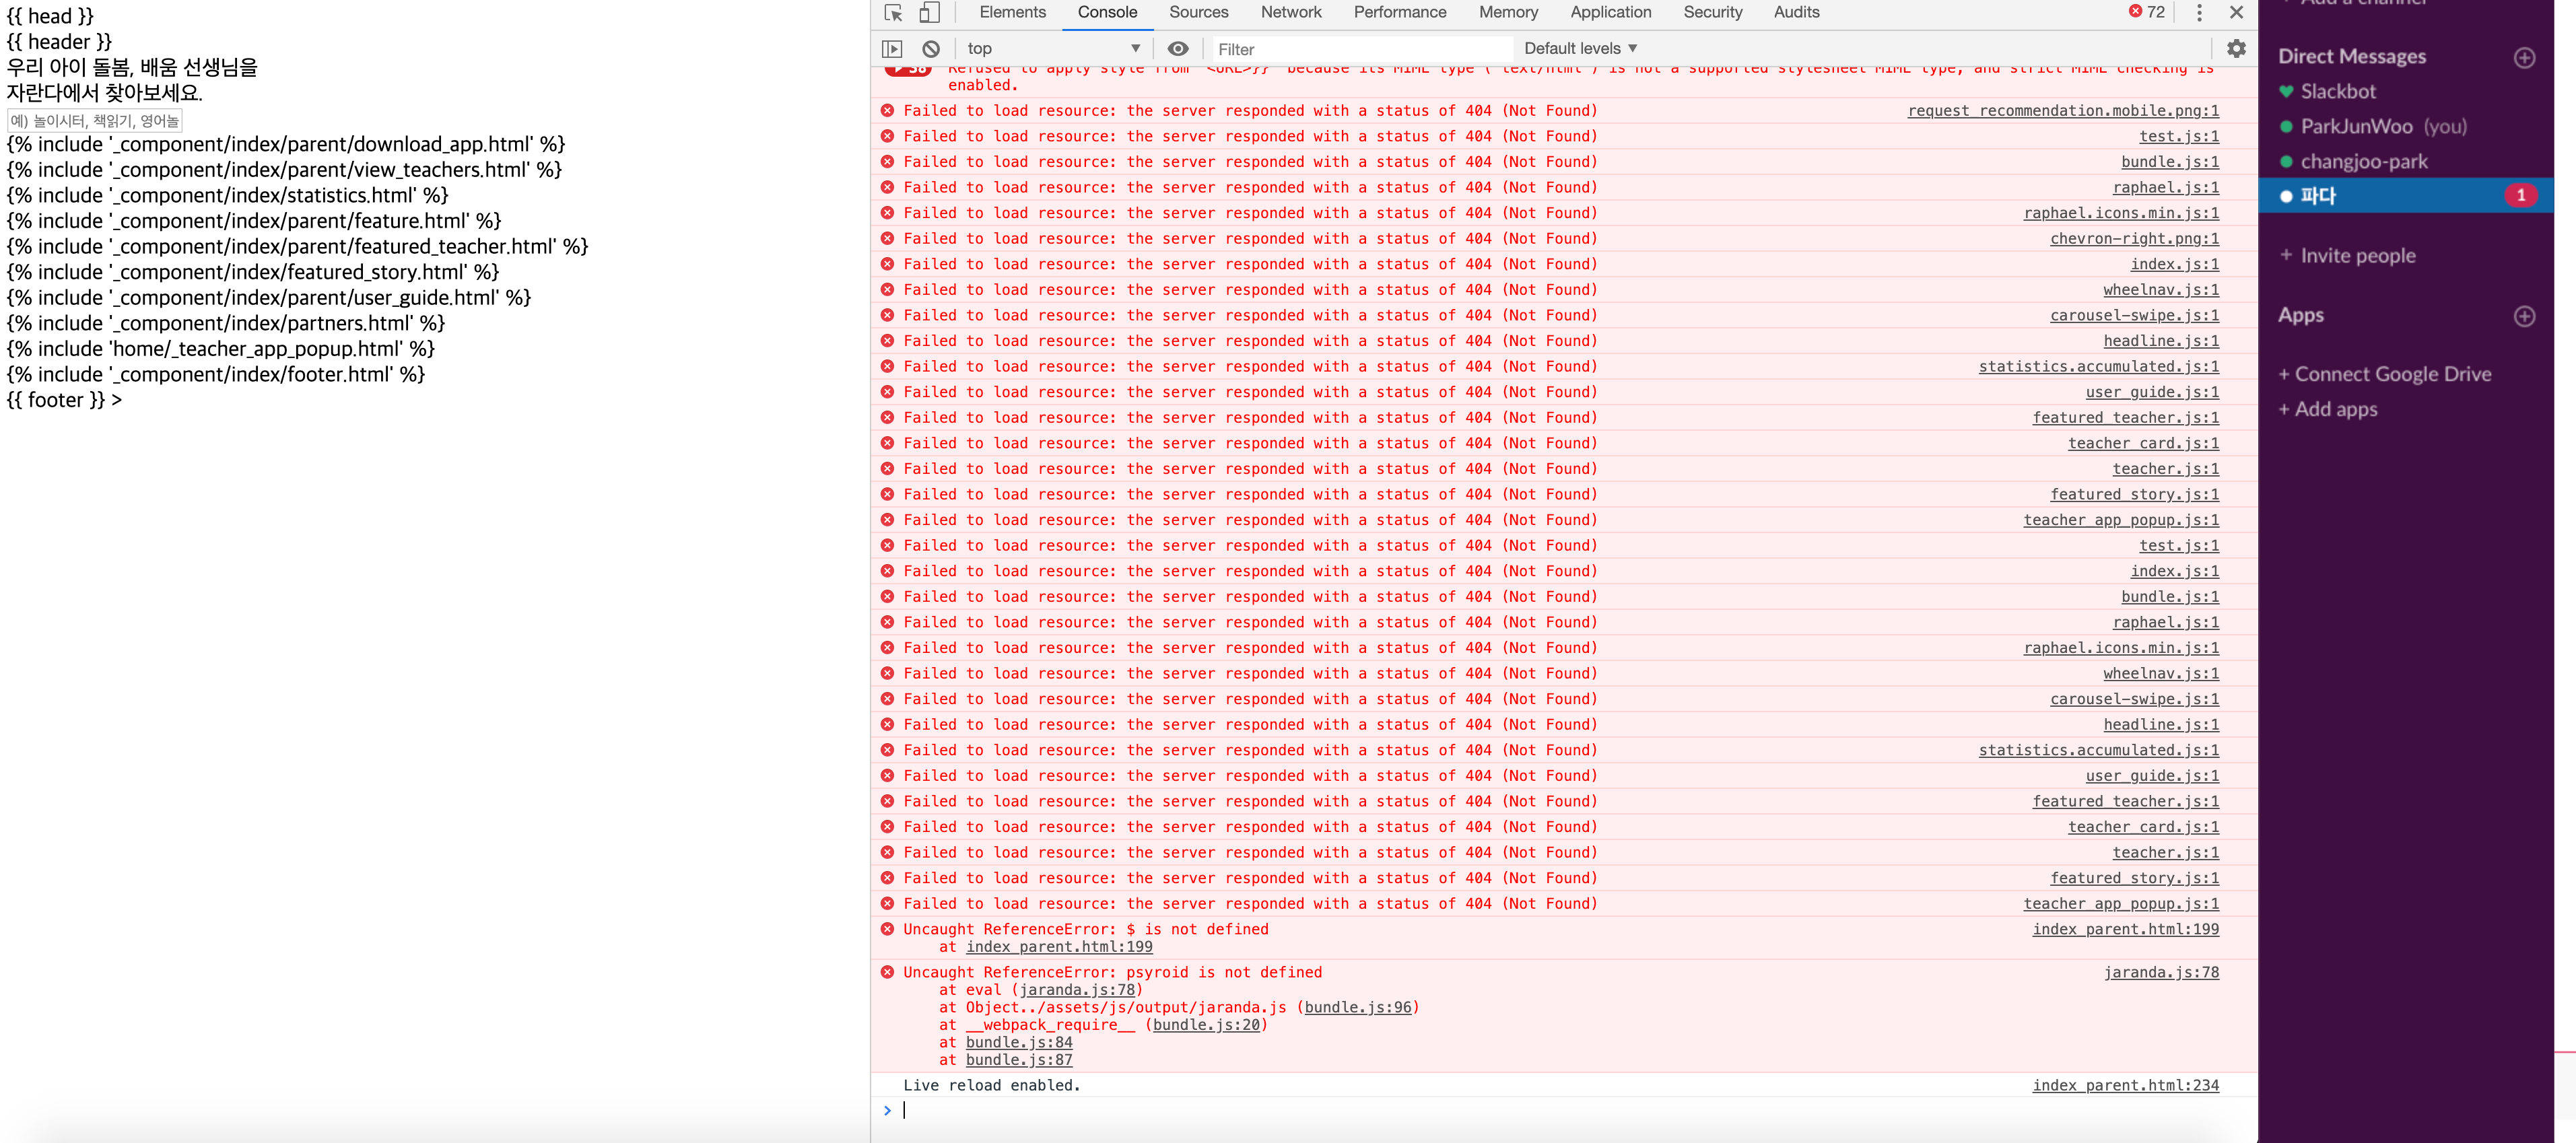 {{ head }}
{{ header }}
우리 아이 돌봄, 배움 선생님을
자란다에서 찾아보세요.
예) 놀이시터, 책읽기, 영어놀
{% include '_component/index/parent/download_app.html' %}
{% include '_component/index/parent/view_teachers.html' %}
{% include '_component/index/statistics.html' %}
{% include '_component/index/parent/feature.html' %}
{% include '_component/index/parent/featured_teacher.html' %}
{% include '_component/index/featured_story.html' %}
{% include '_component/index/parent/user_guide.html' %}
{% include '_component/index/partners.html' %}
{% include 'home/_teacher_app_popup.html' %}
{% include '_component/index/footer.html' %}
{{ footer }} >
Elements Console Sources Network Performance Memory Application Security Audits 72
top Filter Default levels
Refused to apply style from '<URL>}}' because its MIME type ('text/html') is not a supported stylesheet MIME type, and strict MIME checking is
enabled.
Failed to load resource: the server responded with a status of 404 (Not Found) request_recommendation.mobile.png:1
Failed to load resource: the server responded with a status of 404 (Not Found) test.js:1
Failed to load resource: the server responded with a status of 404 (Not Found) bundle.js:1
Failed to load resource: the server responded with a status of 404 (Not Found) raphael.js:1
Failed to load resource: the server responded with a status of 404 (Not Found) raphael.icons.min.js:1
Failed to load resource: the server responded with a status of 404 (Not Found) chevron-right.png:1
Failed to load resource: the server responded with a status of 404 (Not Found) index.js:1
Failed to load resource: the server responded with a status of 404 (Not Found) wheelnav.js:1
Failed to load resource: the server responded with a status of 404 (Not Found) carousel-swipe.js:1
Failed to load resource: the server responded with a status of 404 (Not Found) headline.js:1
Failed to load resource: the server responded with a status of 404 (Not Found) statistics.accumulated.js:1
Failed to load resource: the server responded with a status of 404 (Not Found) user_guide.js:1
Failed to load resource: the server responded with a status of 404 (Not Found) featured_teacher.js:1
Failed to load resource: the server responded with a status of 404 (Not Found) teacher_card.js:1
Failed to load resource: the server responded with a status of 404 (Not Found) teacher.js:1
Failed to load resource: the server responded with a status of 404 (Not Found) featured_story.js:1
Failed to load resource: the server responded with a status of 404 (Not Found) teacher_app_popup.js:1
Failed to load resource: the server responded with a status of 404 (Not Found) test.js:1
Failed to load resource: the server responded with a status of 404 (Not Found) index.js:1
Failed to load resource: the server responded with a status of 404 (Not Found) bundle.js:1
Failed to load resource: the server responded with a status of 404 (Not Found) raphael.js:1
Failed to load resource: the server responded with a status of 404 (Not Found) raphael.icons.min.js:1
Failed to load resource: the server responded with a status of 404 (Not Found) wheelnav.js:1
Failed to load resource: the server responded with a status of 404 (Not Found) carousel-swipe.js:1
Failed to load resource: the server responded with a status of 404 (Not Found) headline.js:1
Failed to load resource: the server responded with a status of 404 (Not Found) statistics.accumulated.js:1
Failed to load resource: the server responded with a status of 404 (Not Found) user_guide.js:1
Failed to load resource: the server responded with a status of 404 (Not Found) featured_teacher.js:1
Failed to load resource: the server responded with a status of 404 (Not Found) teacher_card.js:1
Failed to load resource: the server responded with a status of 404 (Not Found) teacher.js:1
Failed to load resource: the server responded with a status of 404 (Not Found) featured_story.js:1
Failed to load resource: the server responded with a status of 404 (Not Found) teacher_app_popup.js:1
Uncaught ReferenceError: $ is not defined index_parent.html:199
at index_parent.html:199
Uncaught ReferenceError: psyroid is not defined jaranda.js:78
at eval (jaranda.js:78)
at Object../assets/js/output/jaranda.js (bundle.js:96)
at __webpack_require__ (bundle.js:20)
at bundle.js:84
at bundle.js:87
Live reload enabled. index_parent.html:234
>
+ Add a channel
Direct Messages
Slackbot
ParkJunWoo (you)
changjoo-park
파다 1
+ Invite people
Apps
+ Connect Google Drive
+ Add apps